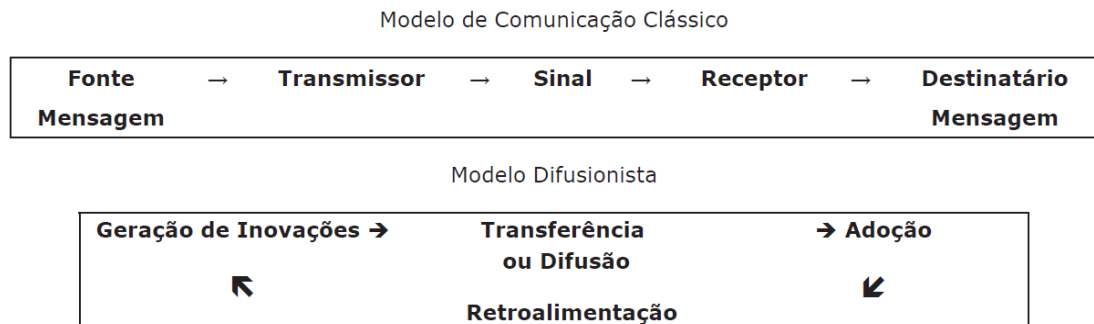 Modelo de Comunicação Clássico
Fonte → Transmissor → Sinal → Receptor → Destinatário
Mensagem Mensagem
Modelo Difusionista
Geração de Inovações → Transferência → Adoção
ou Difusão
Retroalimentação